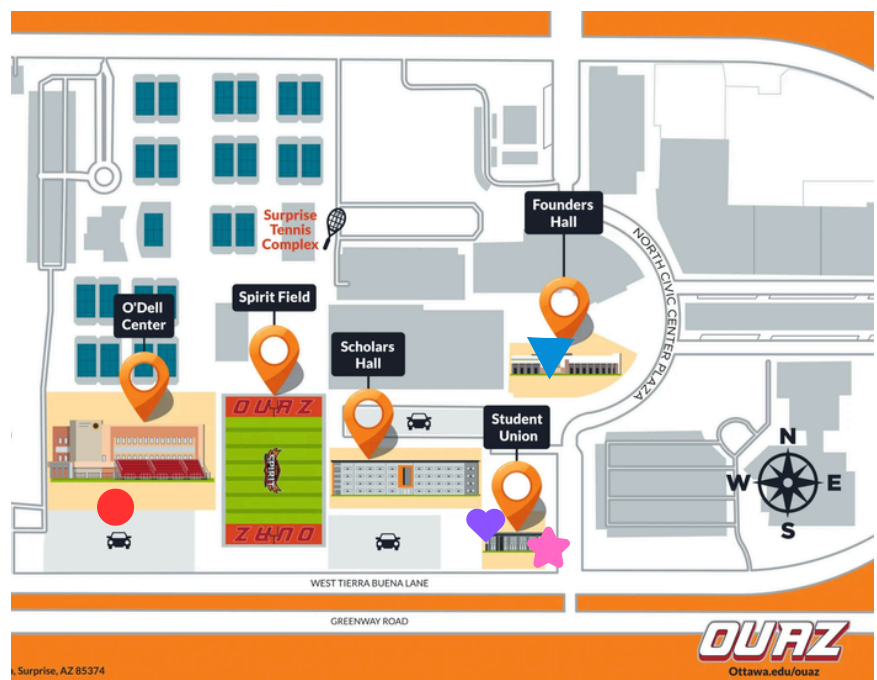 Founders
Hall
Surprise
Tennis
Complex
NORTH CIVIC CENTER PLAZA
Spirit Field
O'Dell
Center
Scholars
Hall
OUAZ
Student
Union
SPIRIT
N
W
E
S
OUAZ
WEST TIERRA BUENA LANE
GREENWAY ROAD
OUAZ
, Surprise, AZ 85374
Ottawa.edu/ouaz